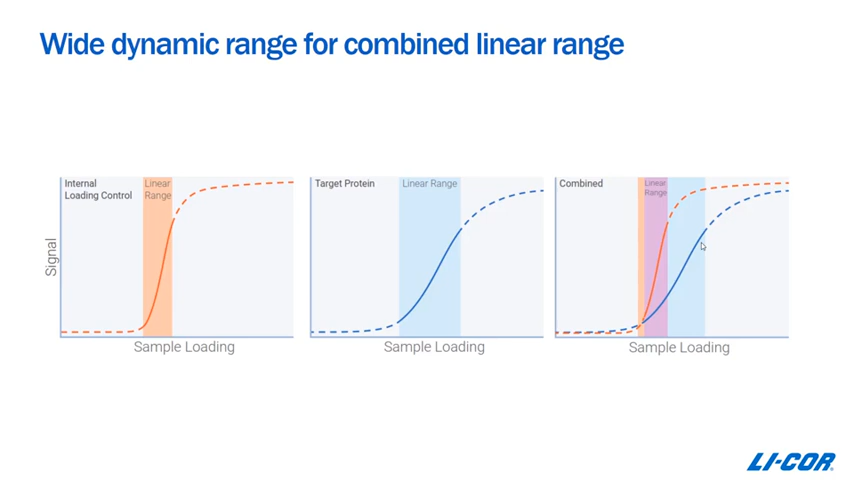 Wide dynamic range for combined linear range
Signal
Internal
Loading Control
Linear
Range
Sample Loading
Target Protein
Linear Range
Sample Loading
Combined
Linear
Range
Sample Loading
LI-COR®